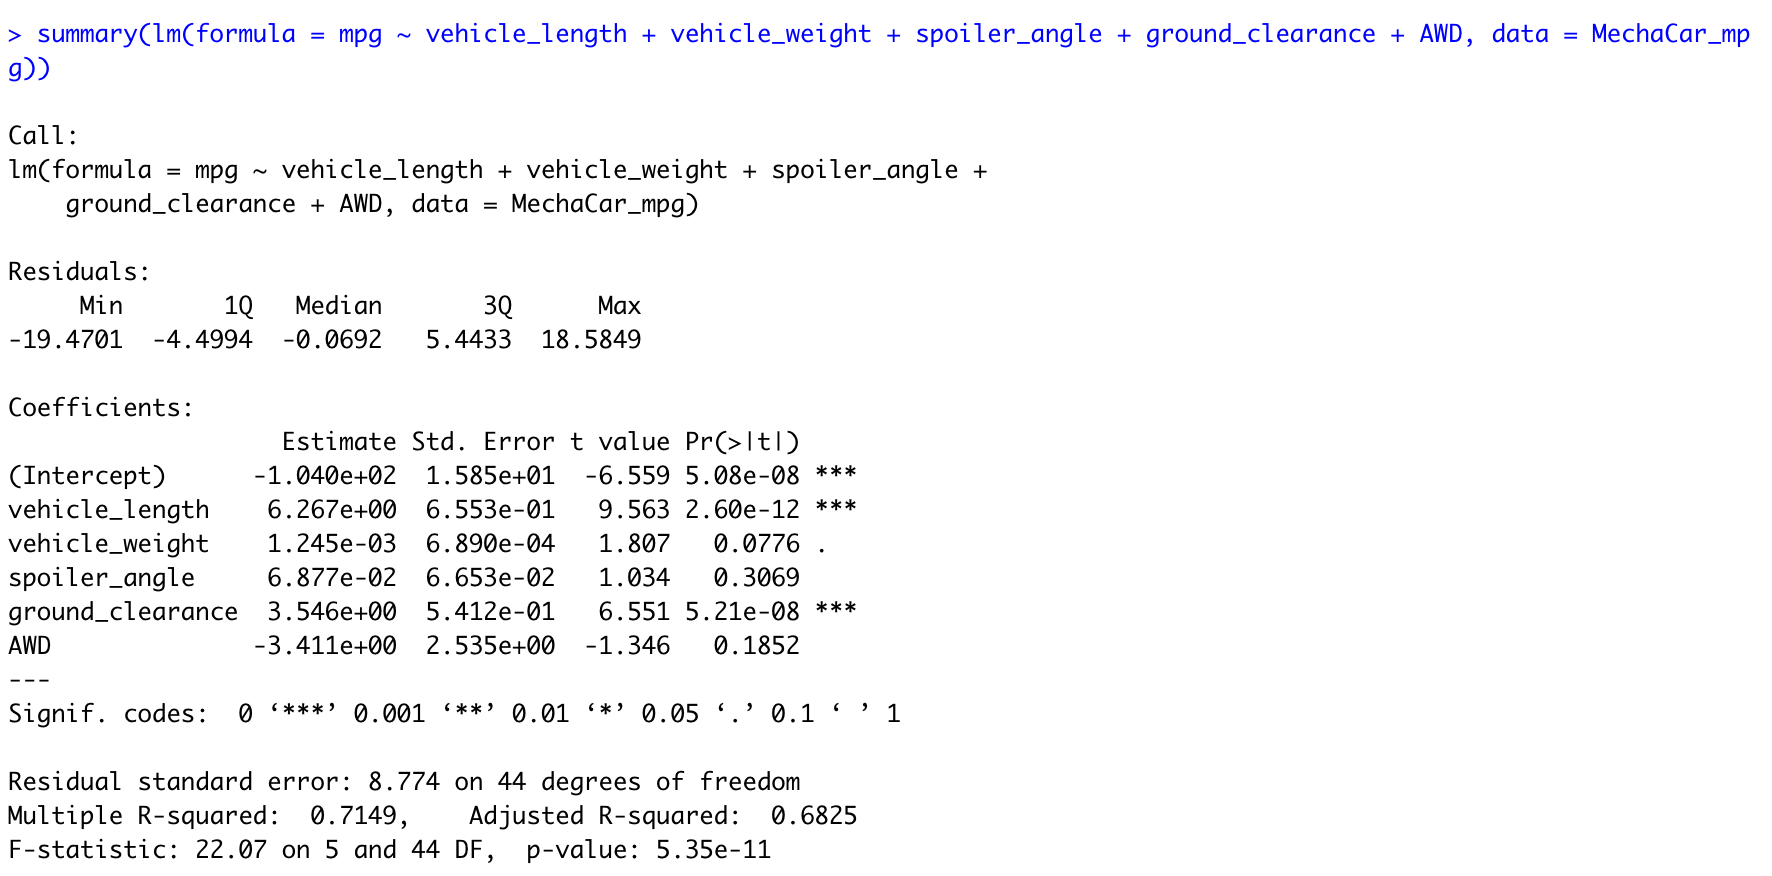 > summary(lm(formula = mpg ~ vehicle_length + vehicle_weight + spoiler_angle + ground_clearance + AWD, data = MechaCar_mp
g))
Call:
lm(formula = mpg ~ vehicle_length + vehicle_weight + spoiler_angle +
    ground_clearance + AWD, data = MechaCar_mpg)
Residuals:
     Min       1Q   Median       3Q      Max
-19.4701  -4.4994  -0.0692   5.4433  18.5849
Coefficients:
                   Estimate Std. Error t value Pr(>|t|)
(Intercept)      -1.040e+02  1.585e+01  -6.559 5.08e-08 ***
vehicle_length    6.267e+00  6.553e-01   9.563 2.60e-12 ***
vehicle_weight    1.245e-03  6.890e-04   1.807   0.0776 .
spoiler_angle     6.877e-02  6.653e-02   1.034   0.3069
ground_clearance  3.546e+00  5.412e-01   6.551 5.21e-08 ***
AWD              -3.411e+00  2.535e+00  -1.346   0.1852
---
Signif. codes:  0 ‘***’ 0.001 ‘**’ 0.01 ‘*’ 0.05 ‘.’ 0.1 ‘ ’ 1
Residual standard error: 8.774 on 44 degrees of freedom
Multiple R-squared:  0.7149,    Adjusted R-squared:  0.6825
F-statistic: 22.07 on 5 and 44 DF,  p-value: 5.35e-11